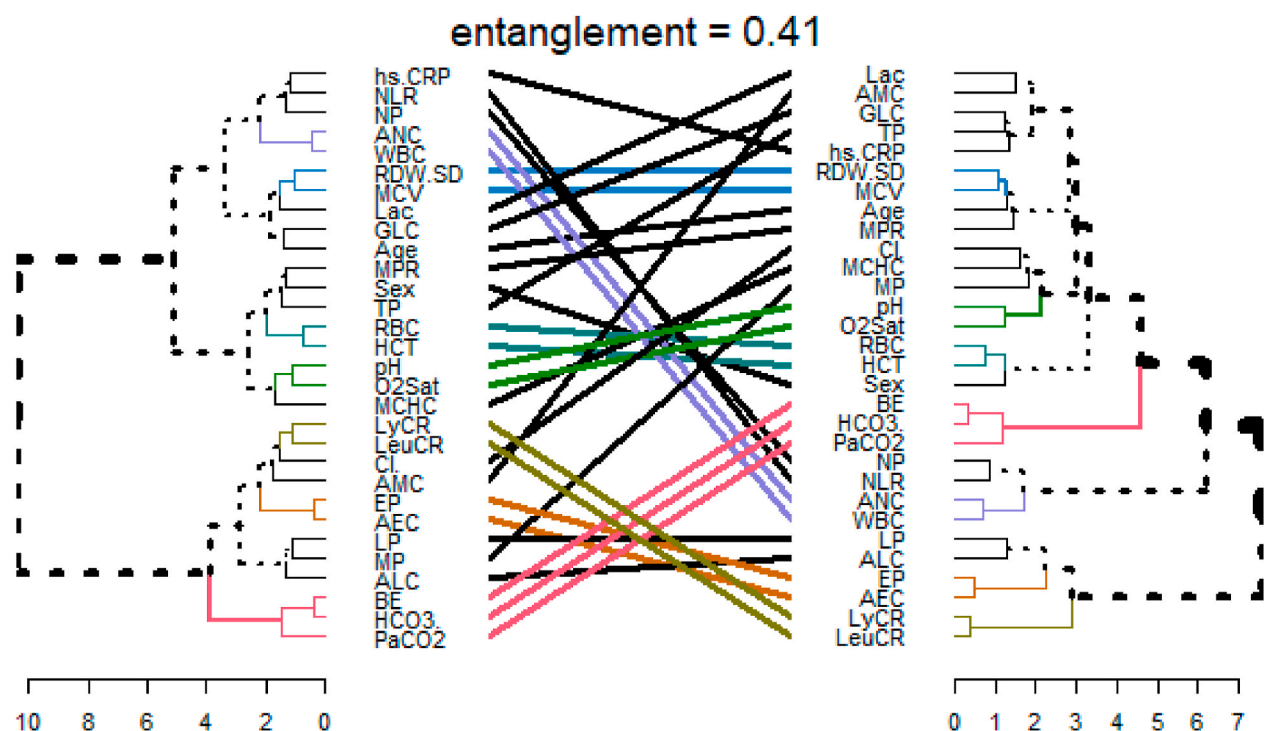 entanglement = 0.41
hs.CRP
NLR
NP
ANC
WBC
RDW.SD
MCV
Lac
GLC
Age
MPR
Sex
TP
RBC
HCT
pH
O2Sat
MCHC
LyCR
LeuCR
Cl.
AMC
EP
AEC
LP
MP
ALC
BE
HCO3.
PaCO2
10 8 6 4 2 0
Lac
AMC
GLC
TP
hs.CRP
RDW.SD
MCV
Age
MPR
Cl.
MCHC
MP
pH
O2Sat
RBC
HCT
Sex
BE
HCO3.
PaCO2
NP
NLR
ANC
WBC
LP
ALC
EP
AEC
LyCR
LeuCR
0 1 2 3 4 5 6 7